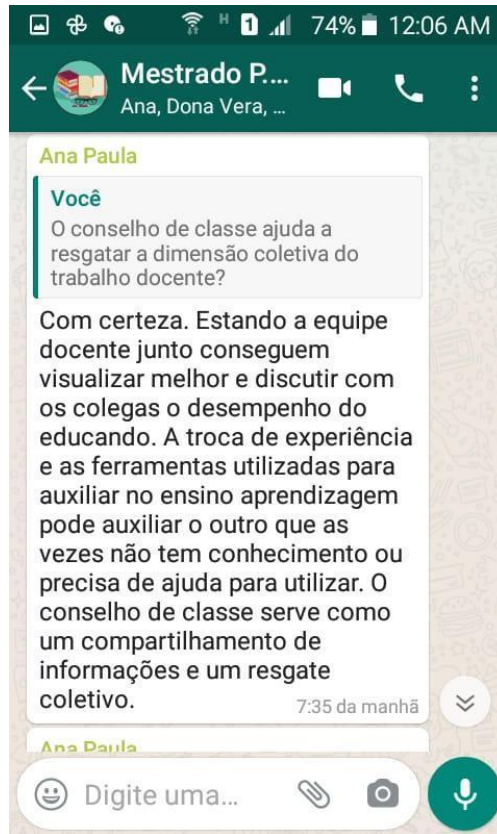 H 1 74% 12:06 AM
Mestrado P....
Ana, Dona Vera, ...
Ana Paula
Você
O conselho de classe ajuda a
resgatar a dimensão coletiva do
trabalho docente?
Com certeza. Estando a equipe
docente junto conseguem
visualizar melhor e discutir com
os colegas o desempenho do
educando. A troca de experiência
e as ferramentas utilizadas para
auxiliar no ensino aprendizagem
pode auxiliar o outro que as
vezes não tem conhecimento ou
precisa de ajuda para utilizar. O
conselho de classe serve como
um compartilhamento de
informações e um resgate
coletivo.
7:35 da manhã
Ana Paula
Digite uma...